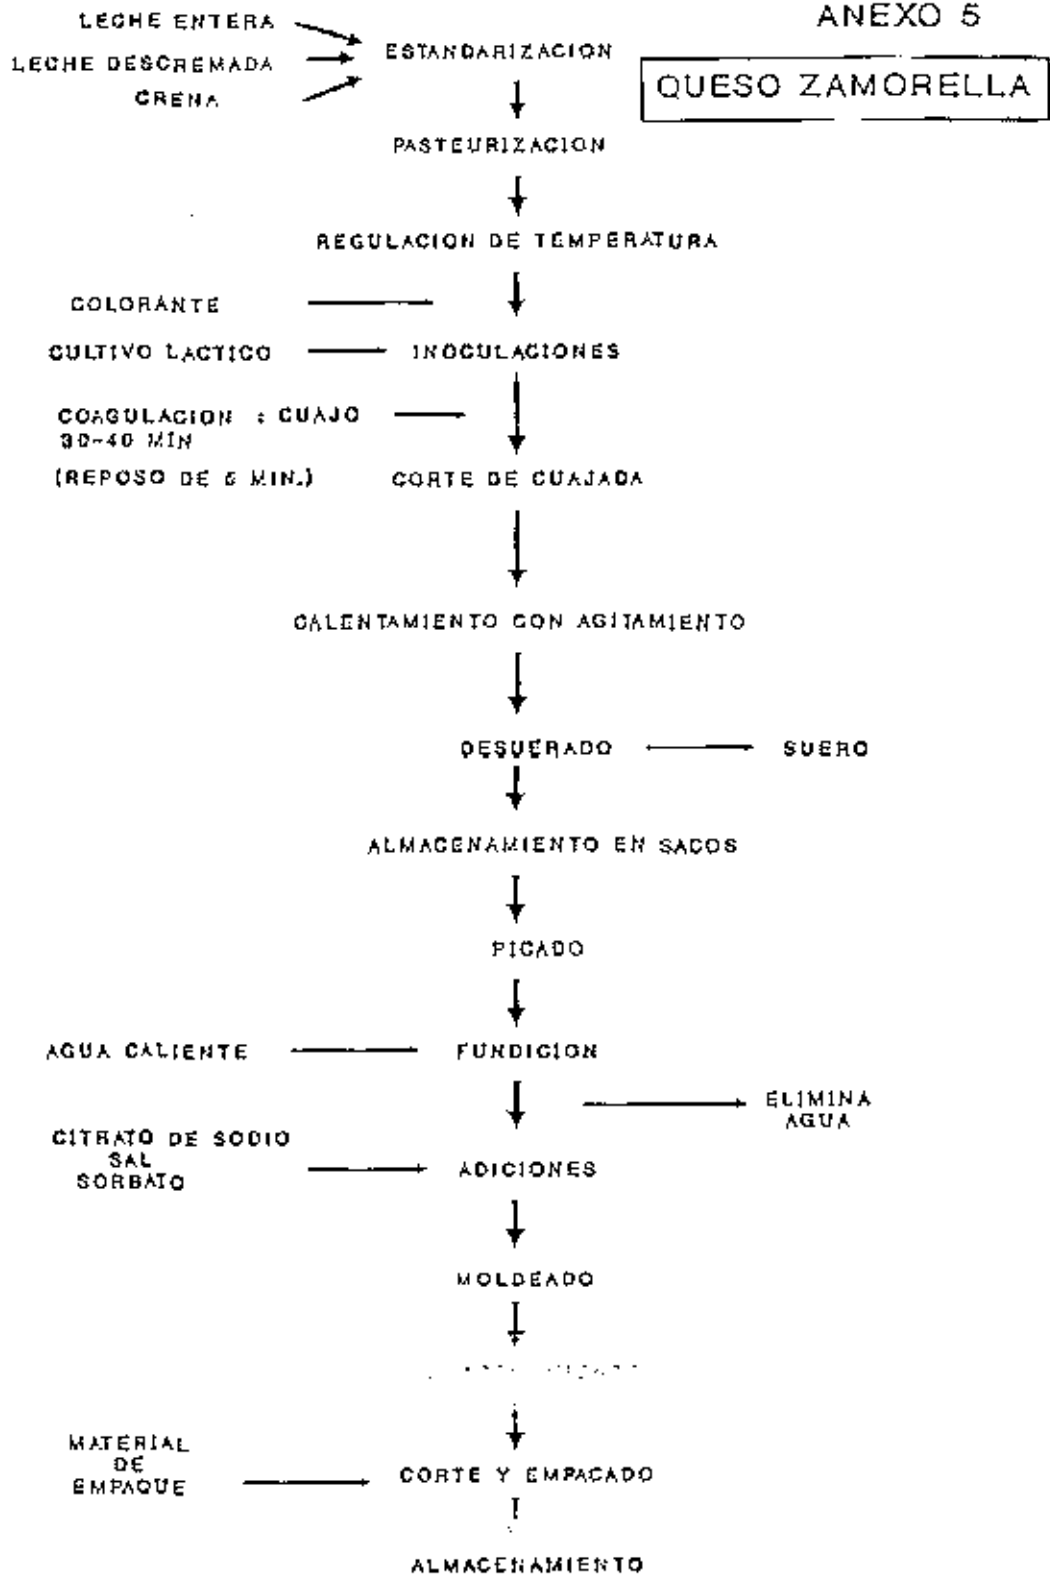 ANEXO 5
QUESO ZAMORELLA
LECHE ENTERA
LECHE DESCREMADA
CREMA
ESTANDARIZACION
PASTEURIZACION
REGULACION DE TEMPERATURA
COLORANTE
CULTIVO LACTICO
INOCULACIONES
COAGULACION : CUAJO
30-40 MIN
(REPOSO DE 5 MIN.)
CORTE DE CUAJADA
CALENTAMIENTO CON AGITAMIENTO
DESUERADO
SUERO
ALMACENAMIENTO EN SACOS
PICADO
AGUA CALIENTE
FUNDICION
ELIMINA
AGUA
CITRATO DE SODIO
SAL
SORBATO
ADICIONES
MOLDEADO
MATERIAL
DE
EMPAQUE
CORTE Y EMPACADO
ALMACENAMIENTO